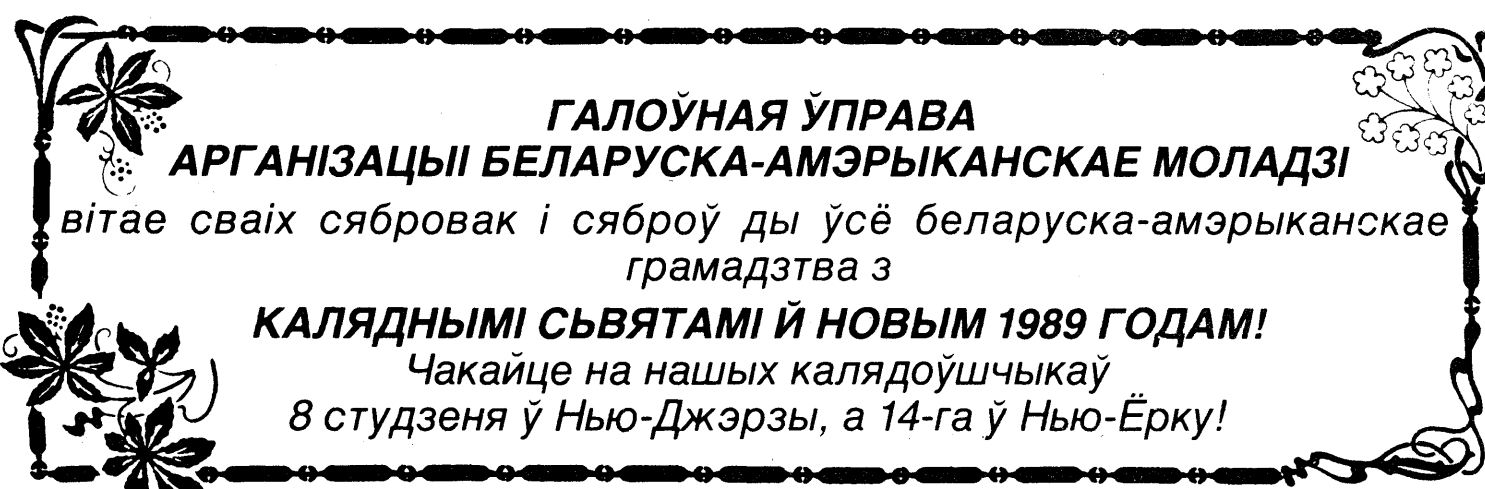 ГАЛОЎНАЯ ЎПРАВА
АРГАНІЗАЦЫІ БЕЛАРУСКА-АМЭРЫКАНСКАЕ МОЛАДЗІ
вітае сваіх сябровак і сяброў ды ўсё беларуска-амэрыканскае
грамадзтва з
КАЛЯДНЫМІ СЬВЯТАМІ Й НОВЫМ 1989 ГОДАМ!
Чакайце на нашых калядоўшчыкаў
8 студзеня ў Нью-Джэрзы, а 14-га ў Нью-Ёрку!